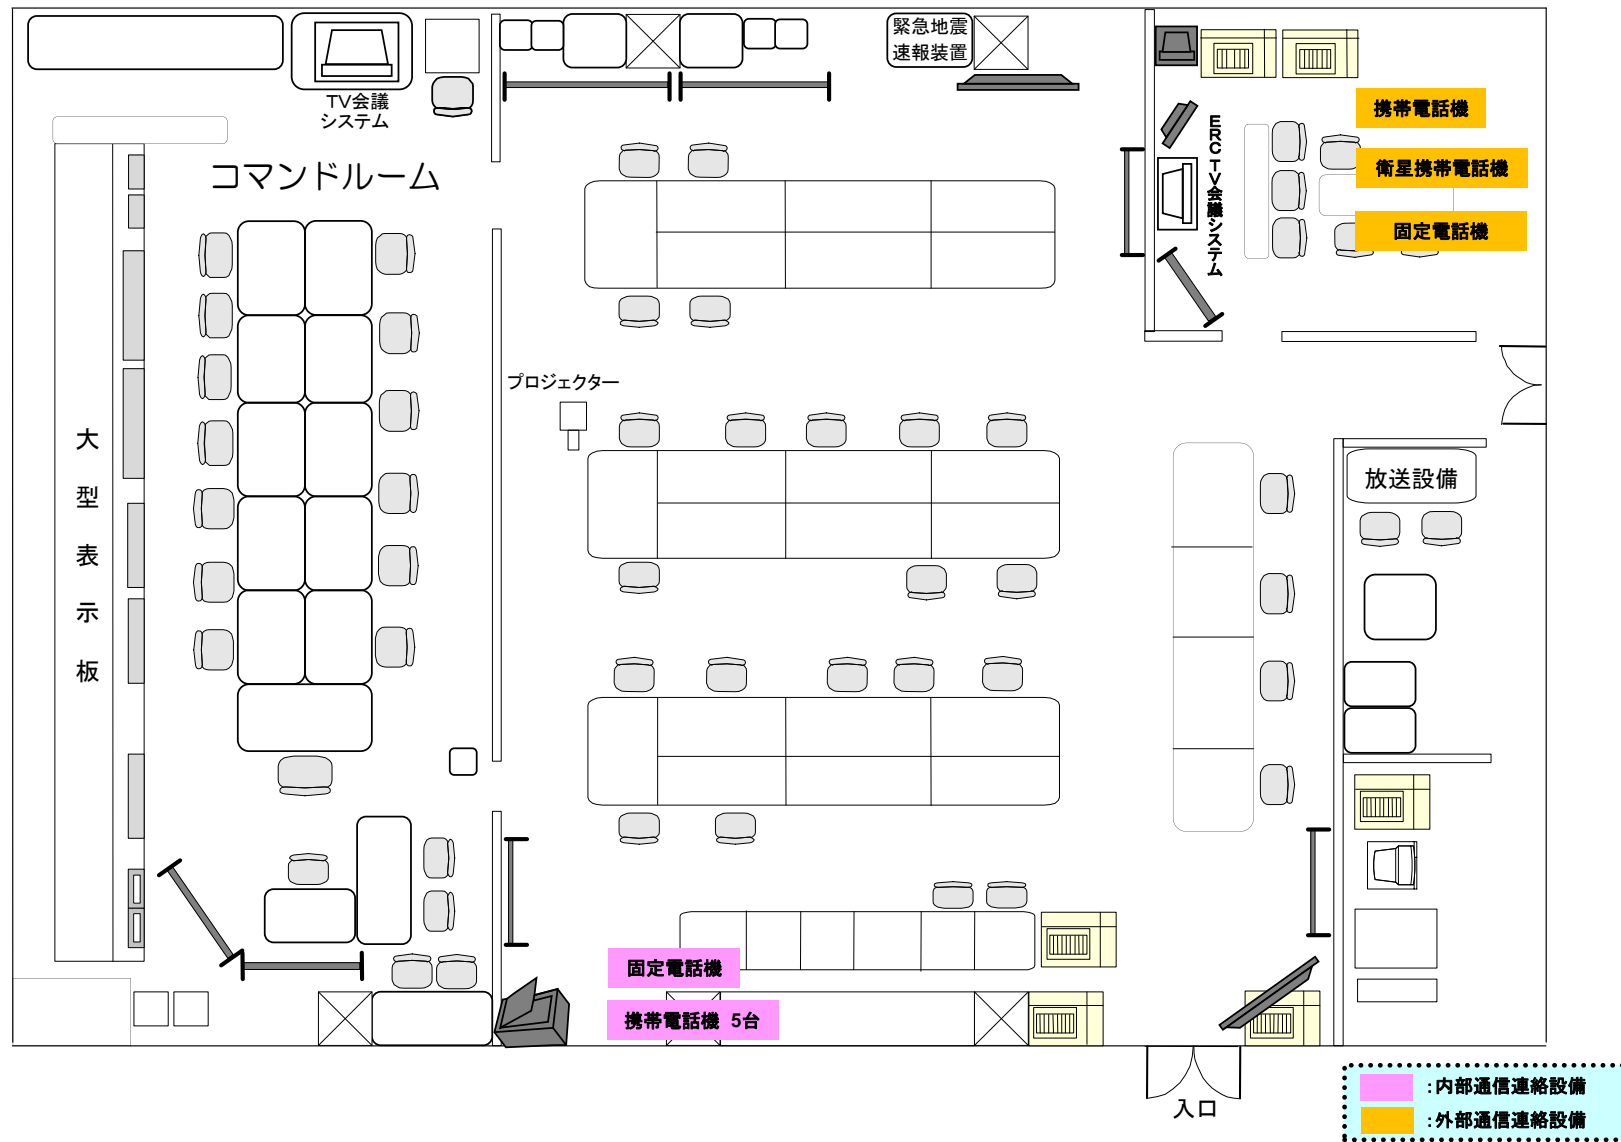 緊急地震
速報装置
TV会議
システム
コマンドルーム
ERC TV会議システム
携帯電話機
衛星携帯電話機
固定電話機
プロジェクター
大型表示板
放送設備
固定電話機
携帯電話機 5台
入口
:内部通信連絡設備
:外部通信連絡設備